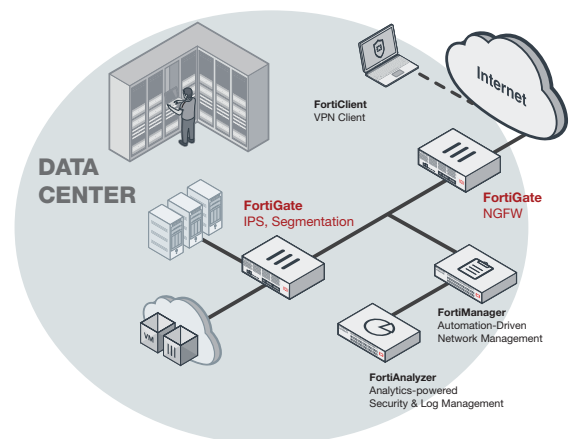 Internet
FortiClient
VPN Client
DATA
CENTER
FortiGate
IPS, Segmentation
FortiGate
NGFW
FortiManager
Automation-Driven
Network Management
VM
FortiAnalyzer
Analytics-powered
Security & Log Management